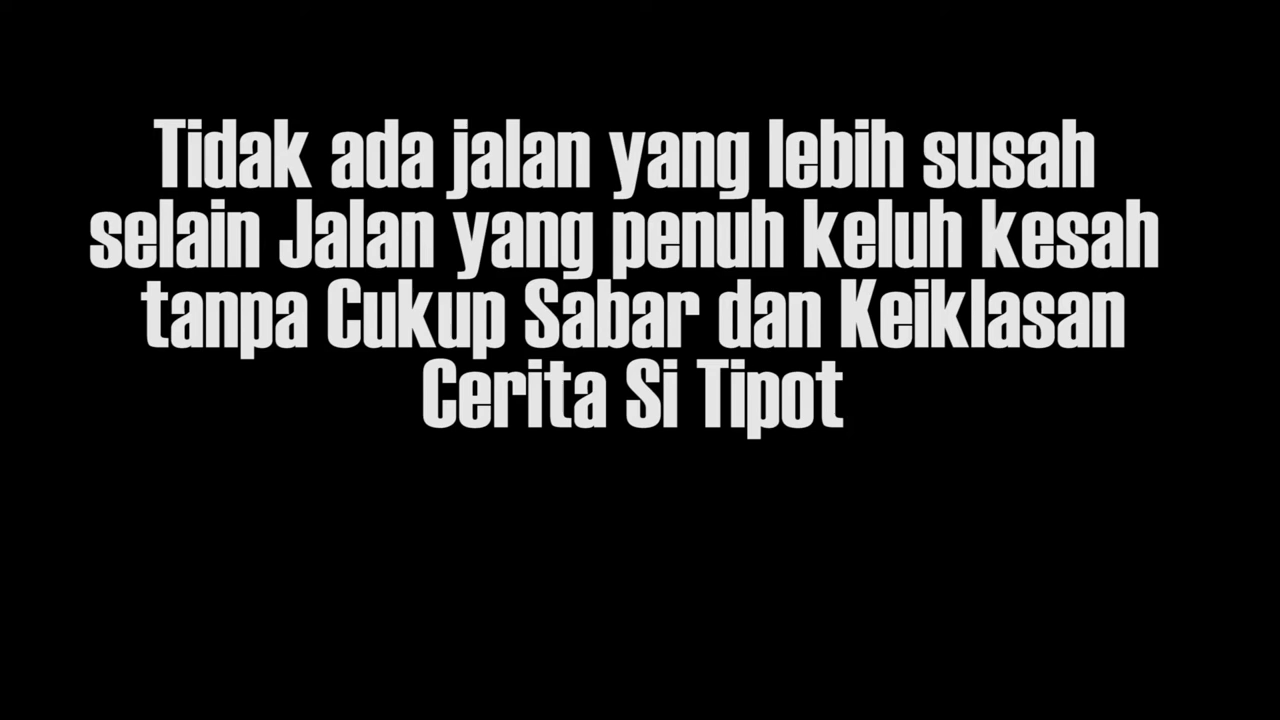 Tidak ada jalan yang lebih susah
selain Jalan yang penuh keluh kesah
tanpa Cukup Sabar dan Keiklasan
Cerita Si Tipot